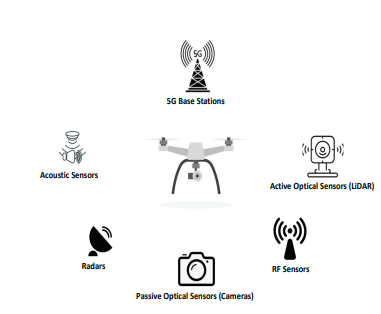 5G
5G Base Stations
Acoustic Sensors
Active Optical Sensors (LiDAR)
Radars
RF Sensors
Passive Optical Sensors (Cameras)